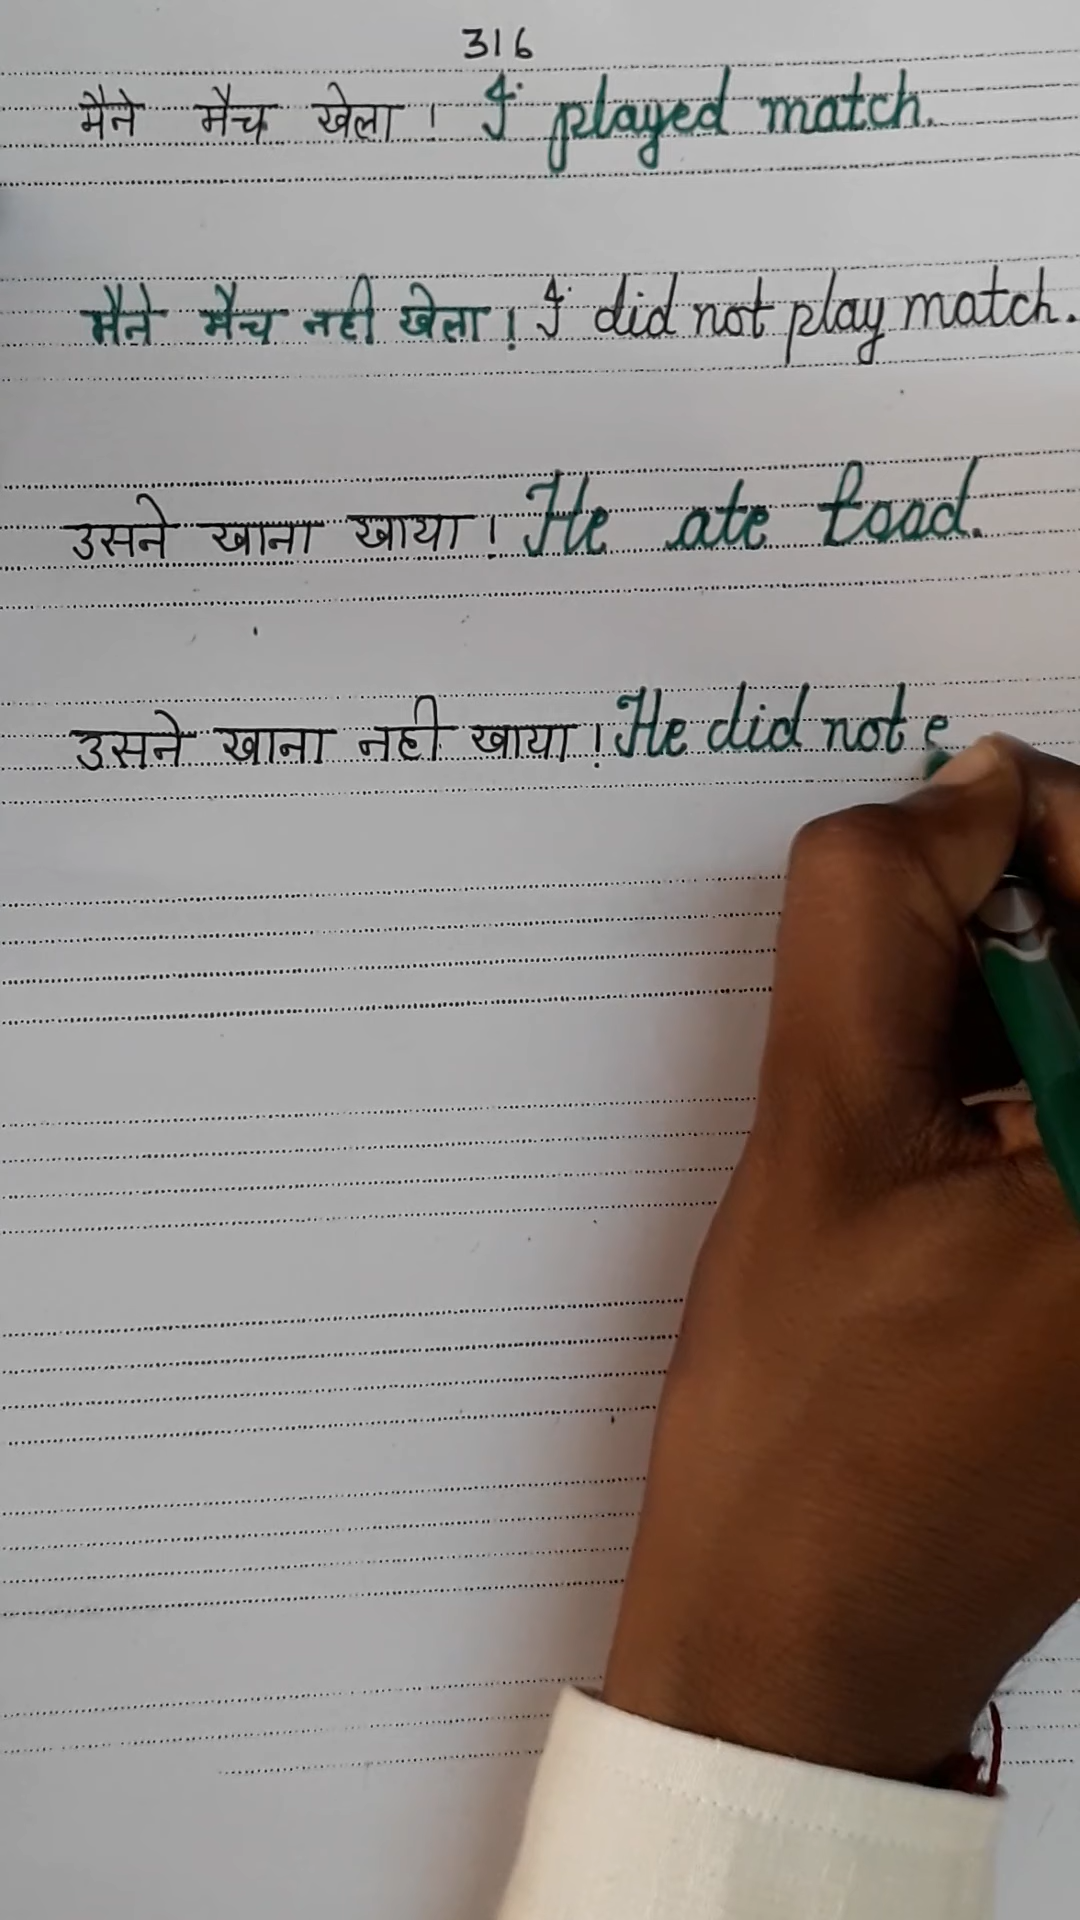 316
मैने मैच खेला । I played match.
मैने मैच नही खेला । I did not play match.
उसने खाना खाया । He ate food.
उसने खाना नही खाया । He did not e